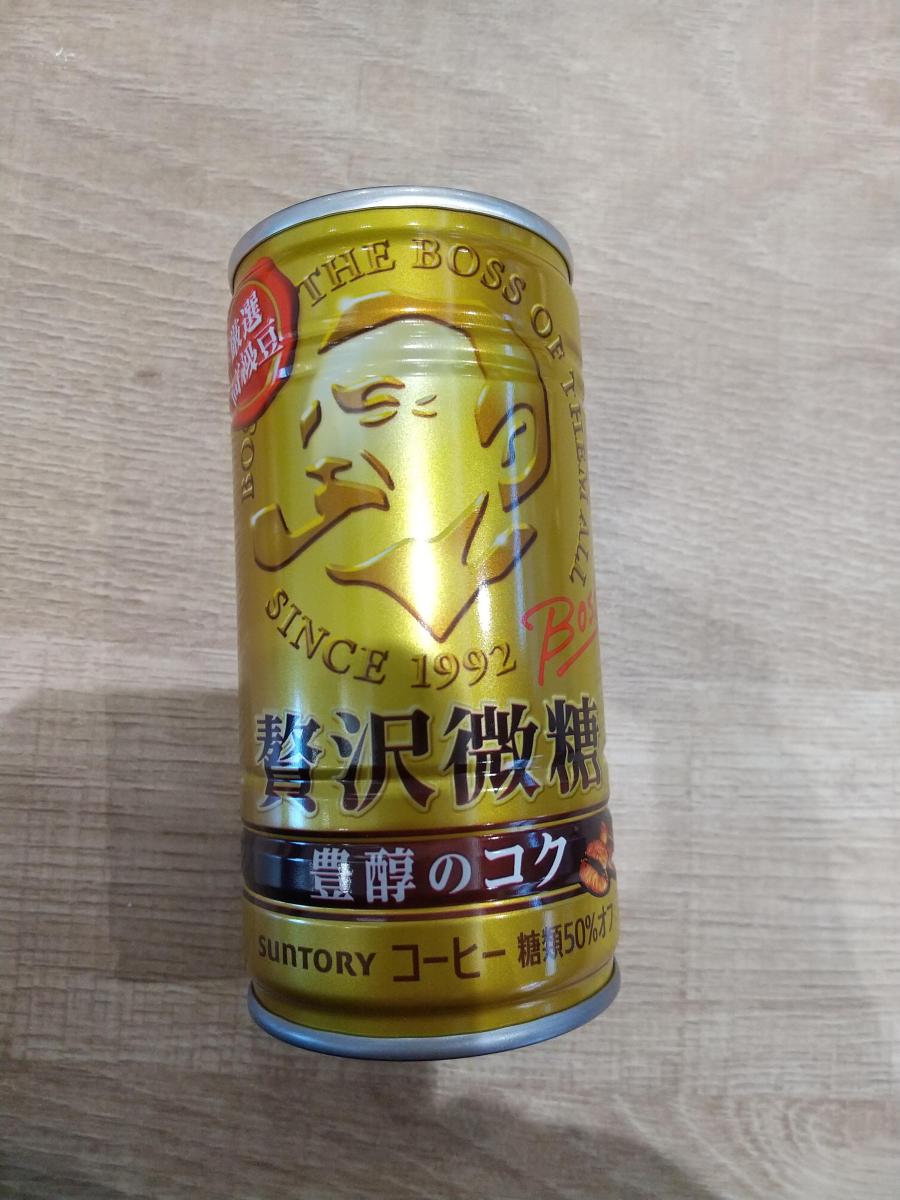 THE BOSS OF THEM ALL
厳選
高級豆
SINCE 1992
BOSS
贅沢微糖
豊醇のコク
SUNTORY コーヒー 糖類50%オフ